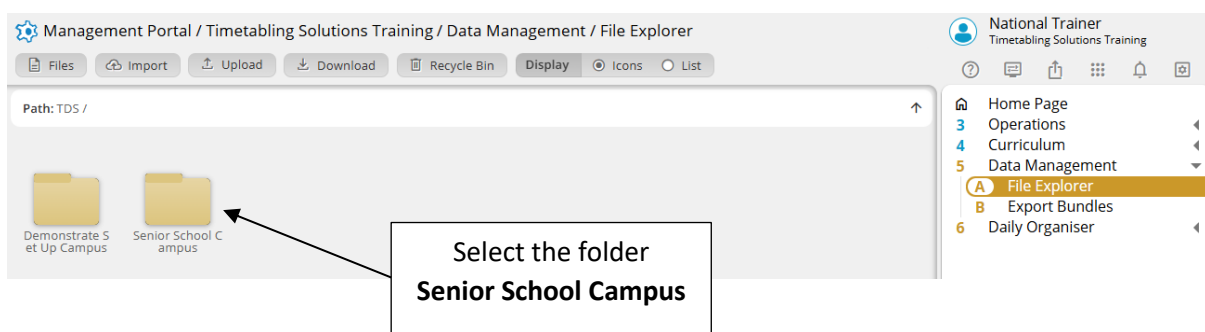 Management Portal / Timetabling Solutions Training / Data Management / File Explorer
Files Import Upload Download Recycle Bin Display Icons List
Path: TDS /
Demonstrate S
et Up Campus
Senior School C
ampus
Select the folder
Senior School Campus
National Trainer
Timetabling Solutions Training
Home Page
3 Operations
4 Curriculum
5 Data Management
A File Explorer
B Export Bundles
6 Daily Organiser